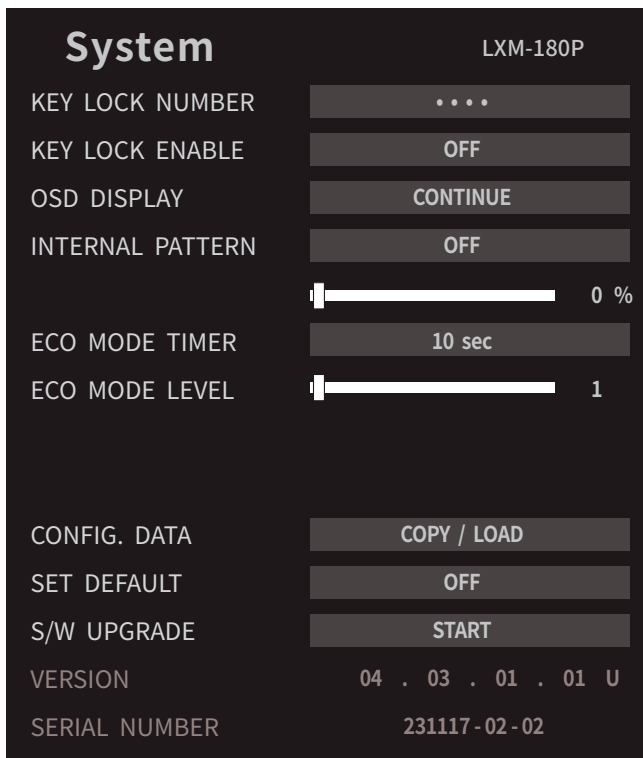 System LXM-180P
KEY LOCK NUMBER ••••
KEY LOCK ENABLE OFF
OSD DISPLAY CONTINUE
INTERNAL PATTERN OFF
0 %
ECO MODE TIMER 10 sec
ECO MODE LEVEL 1
CONFIG. DATA COPY / LOAD
SET DEFAULT OFF
S/W UPGRADE START
VERSION 04 . 03 . 01 . 01 U
SERIAL NUMBER 231117-02-02